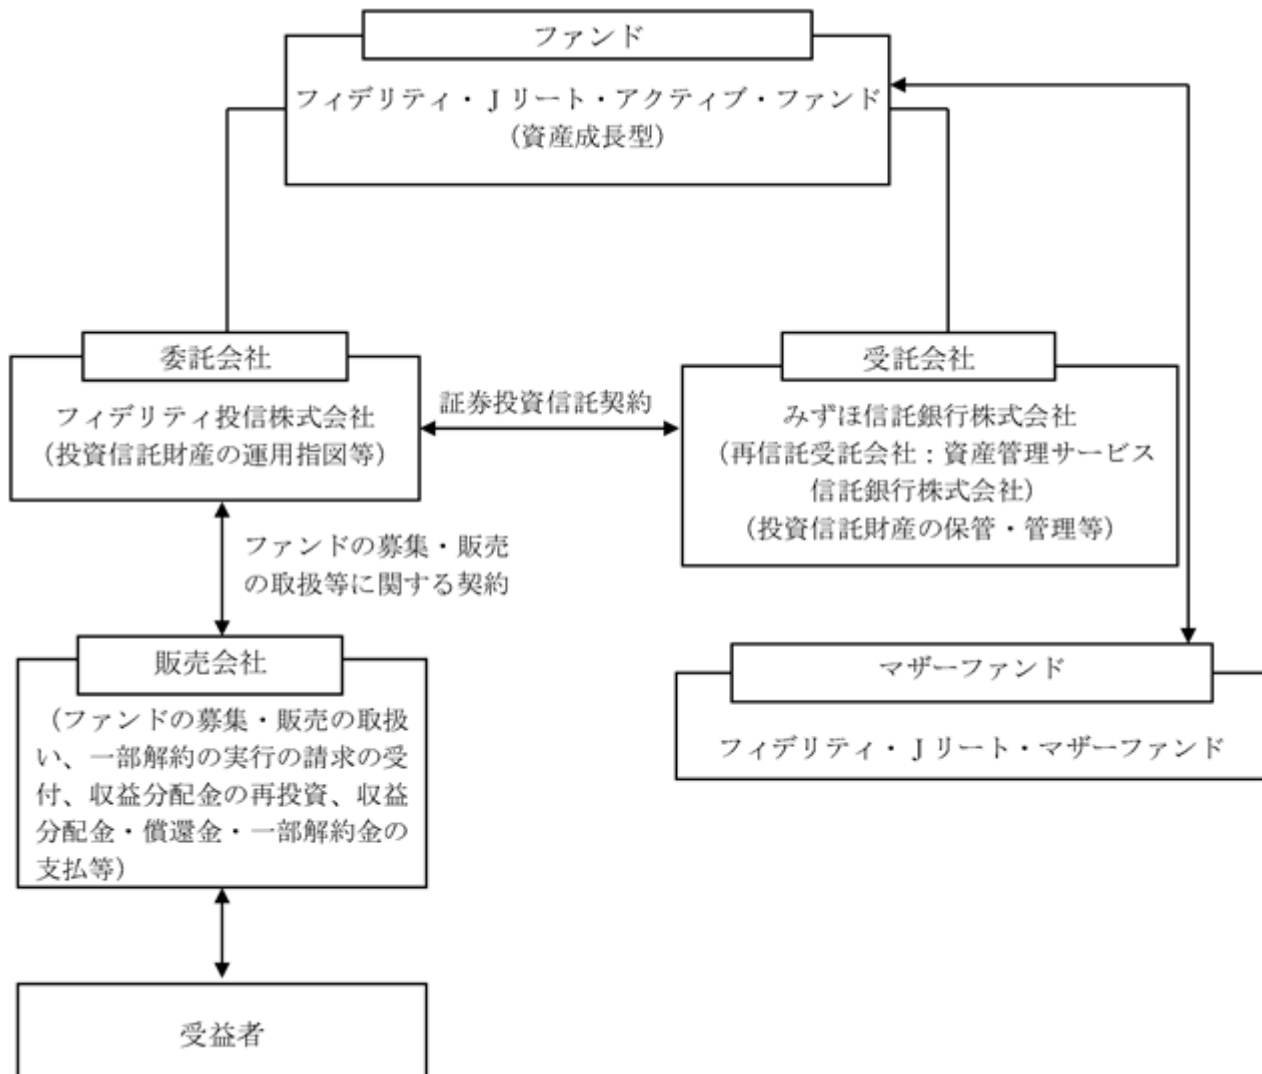 ファンド
フィデリティ・Jリート・アクティブ・ファンド
（資産成長型）
委託会社
フィデリティ投信株式会社
（投資信託財産の運用指図等）
証券投資信託契約
受託会社
みずほ信託銀行株式会社
（再信託受託会社：資産管理サービス
信託銀行株式会社）
（投資信託財産の保管・管理等）
ファンドの募集・販売
の取扱等に関する契約
販売会社
（ファンドの募集・販売の取扱
い、一部解約の実行の請求の受
付、収益分配金の再投資、収益
分配金・償還金・一部解約金の
支払等）
マザーファンド
フィデリティ・Jリート・マザーファンド
受益者